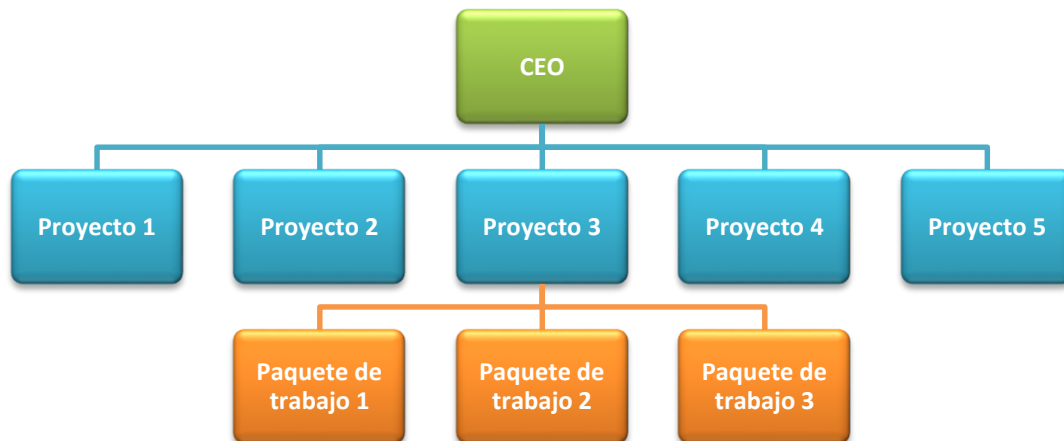 CEO
Proyecto 1
Proyecto 2
Proyecto 3
Proyecto 4
Proyecto 5
Paquete de
trabajo 1
Paquete de
trabajo 2
Paquete de
trabajo 3